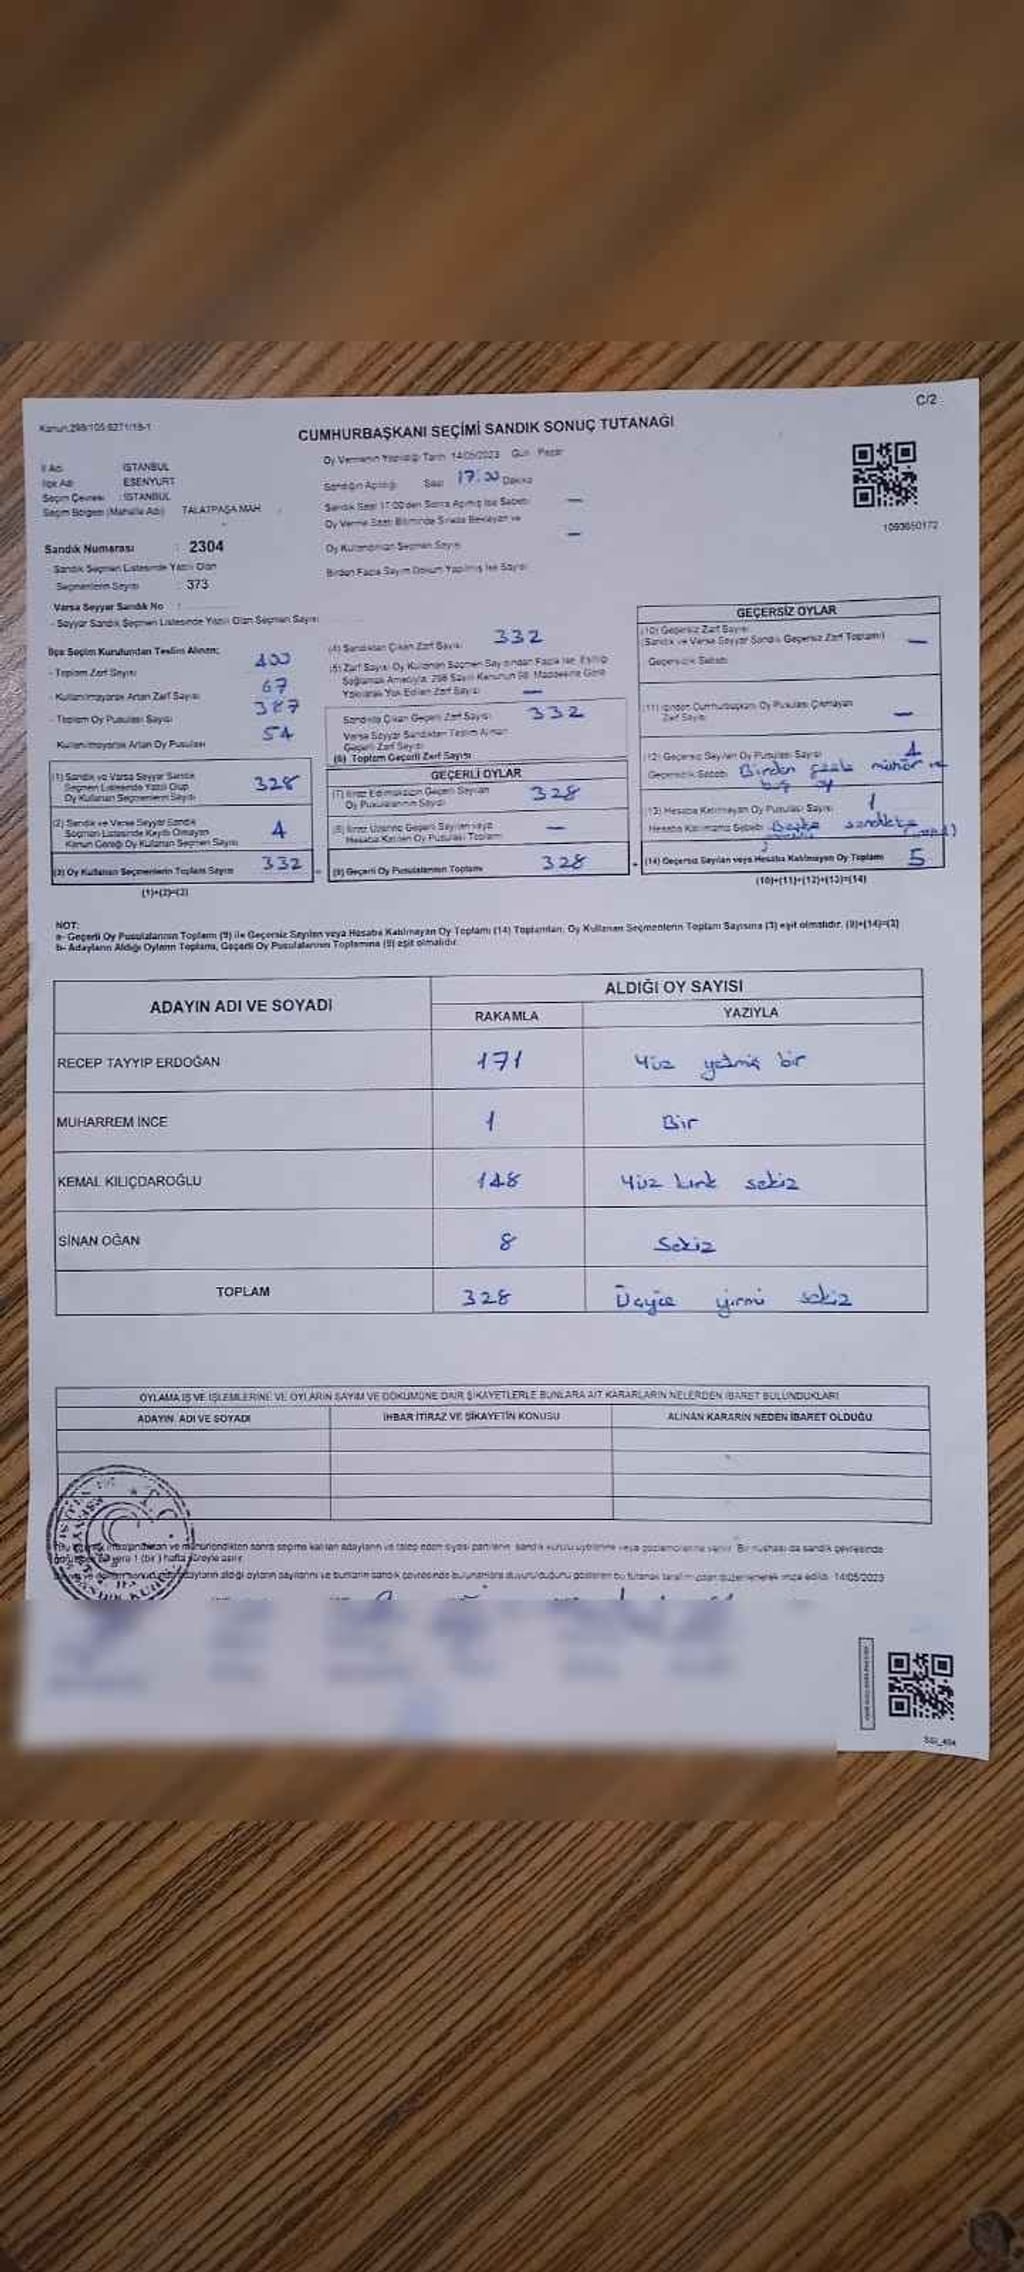 C/2
Kanun:298/105:6271/18-1
CUMHURBAŞKANI SEÇİMİ SANDIK SONUÇ TUTANAĞI
İl Adı : İSTANBUL
İlçe Adı : ESENYURT
Seçim Çevresi : İSTANBUL
Seçim Bölgesi (Mahalle Adı) TALATPAŞA MAH
Oy Vermenin Yapıldığı Tarih 14/05/2023 Gün Pazar
Sandığın Açıldığı Saat 17:00 Dakika
Sandık Saat 17:00'den Sonra Açılmış İse Sebebi —
Oy Verme Saati Bitiminde Sırada Bekleyen ve
Oy Kullandırılan Seçmen Sayısı —
Birden Fazla Sayım Döküm Yapılmış İse Sayısı
1093650172
Sandık Numarası : 2304
Sandık Seçmen Listesinde Yazılı Olan
Seçmenlerin Sayısı : 373
Varsa Seyyar Sandık No :
- Seyyar Sandık Seçmen Listesinde Yazılı Olan Seçmen Sayısı
İlçe Seçim Kurulundan Teslim Alınan;
- Toplam Zarf Sayısı 400
- Kullanılmayarak Artan Zarf Sayısı 67
- Toplam Oy Pusulası Sayısı 387
Kullanılmayarak Artan Oy Pusulası 54
(1) Sandık ve Varsa Seyyar Sandık
Seçmen Listesinde Yazılı Olup
Oy Kullanan Seçmenlerin Sayısı 328
(2) Sandık ve Varsa Seyyar Sandık
Seçmen Listesinde Kayıtlı Olmayan
Kanun Gereği Oy Kullanan Seçmen Sayısı 4
(3) Oy Kullanan Seçmenlerin Toplam Sayısı 332
(1)+(2)=(3)
(4) Sandıktan Çıkan Zarf Sayısı 332
(5) Zarf Sayısı Oy Kullanan Seçmen Sayısından Fazla İse, Eşitliği
Sağlamak Amacıyla, 298 Sayılı Kanunun 98. Maddesine Göre
Yakılarak Yok Edilen Zarf Sayısı —
Sandıkta Çıkan Geçerli Zarf Sayısı 332
Varsa Seyyar Sandıktan Teslim Alınan
Geçerli Zarf Sayısı
(6) Toplam Geçerli Zarf Sayısı
GEÇERLİ OYLAR
(7) İtiraz Edilmeksizin Geçerli Sayılan
Oy Pusulalarının Sayısı 328
(8) İtiraz Üzerine Geçerli Sayılan veya
Hesaba Katılan Oy Pusulası Toplamı —
(9) Geçerli Oy Pusulalarının Toplamı 328
GEÇERSİZ OYLAR
(10) Geçersiz Zarf Sayısı
(Sandık ve Varsa Seyyar Sandık Geçersiz Zarf Toplamı) —
Geçersizlik Sebebi
(11) İçinden Cumhurbaşkanı Oy Pusulası Çıkmayan
Zarf Sayısı —
(12) Geçersiz Sayılan Oy Pusulası Sayısı 4
Geçersizlik Sebebi Birden fazla mühür ve
boş oy
(13) Hesaba Katılmayan Oy Pusulası Sayısı 1
Hesaba Katılmama Sebebi Başka sandıkta
(14) Geçersiz Sayılan veya Hesaba Katılmayan Oy Toplamı 5
(10)+(11)+(12)+(13)=(14)
NOT:
a- Geçerli Oy Pusulalarının Toplamı (9) ile Geçersiz Sayılan veya Hesaba Katılmayan Oy Toplamı (14) Toplamları, Oy Kullanan Seçmenlerin Toplam Sayısına (3) eşit olmalıdır. (9)+(14)=(3)
b- Adayların Aldığı Oyların Toplamı, Geçerli Oy Pusulalarının Toplamına (9) eşit olmalıdır.
ADAYIN ADI VE SOYADI ALDIĞI OY SAYISI
RAKAMLA YAZIYLA
RECEP TAYYIP ERDOĞAN 171 Yüz yetmiş bir
MUHARREM İNCE 1 Bir
KEMAL KILIÇDAROĞLU 148 Yüz kırk sekiz
SİNAN OĞAN 8 Sekiz
TOPLAM 328 Üçyüz yirmi sekiz
OYLAMA İŞ VE İŞLEMLERİNE VE OYLARIN SAYIM VE DÖKÜMÜNE DAİR ŞİKAYETLERLE BUNLARA AİT KARARLARIN NELERDEN İBARET BULUNDUKLARI
ADAYIN ADI VE SOYADI İHBAR İTİRAZ VE ŞİKAYETİN KONUSU ALINAN KARARIN NEDEN İBARET OLDUĞU
ve mühürlendikten sonra seçime katılan adayların ve talep eden siyasi partilerin, sandık kurulu üyelerine veya gözlemcilerine verilir. Bir nüshası da sandık çevresinde
yere 1 (bir) hafta süreyle asılır.
adayların aldığı oyların sayılarını ve bunların sandık çevresinde bulunanlara duyurulduğunu gösteren bu tutanak tarafımızdan düzenlenerek imza edildi. 14/05/2023
T.C.